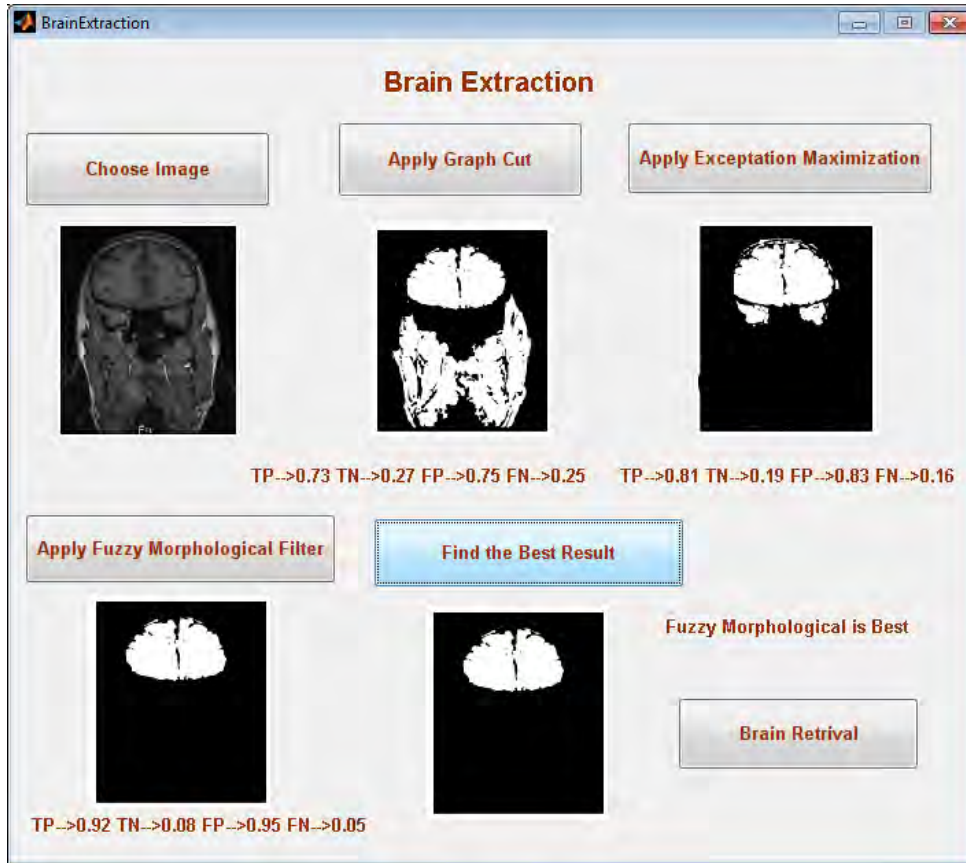 BrainExtraction
Brain Extraction
Choose Image
Apply Graph Cut
Apply Exceptation Maximization
TP-->0.73 TN-->0.27 FP-->0.75 FN-->0.25
TP-->0.81 TN-->0.19 FP-->0.83 FN-->0.16
Apply Fuzzy Morphological Filter
Find the Best Result
Fuzzy Morphological is Best
Brain Retrival
TP-->0.92 TN-->0.08 FP-->0.95 FN-->0.05